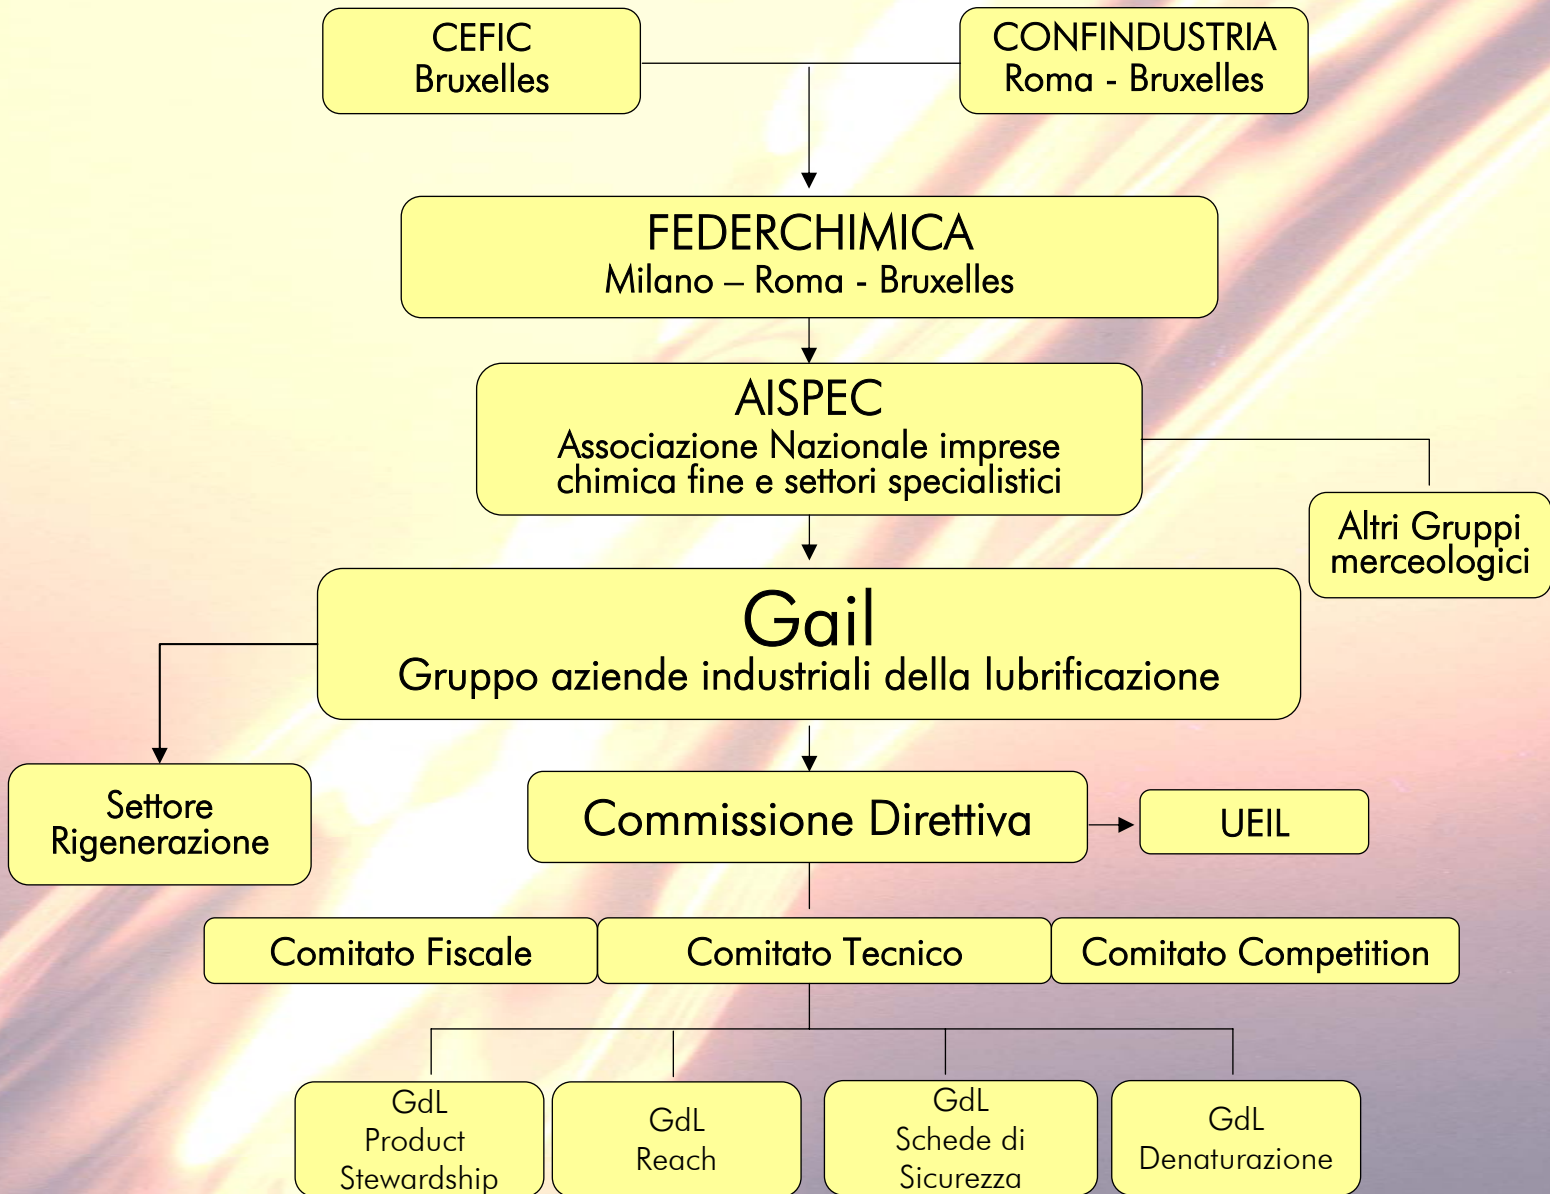 CEFIC
Bruxelles
CONFINDUSTRIA
Roma - Bruxelles
FEDERCHIMICA
Milano – Roma - Bruxelles
AISPEC
Associazione Nazionale imprese
chimica fine e settori specialistici
Altri Gruppi
merceologici
Gail
Gruppo aziende industriali della lubrificazione
Settore
Rigenerazione
Commissione Direttiva
UEIL
Comitato Fiscale
Comitato Tecnico
Comitato Competition
GdL
Product
Stewardship
GdL
Reach
GdL
Schede di
Sicurezza
GdL
Denaturazione